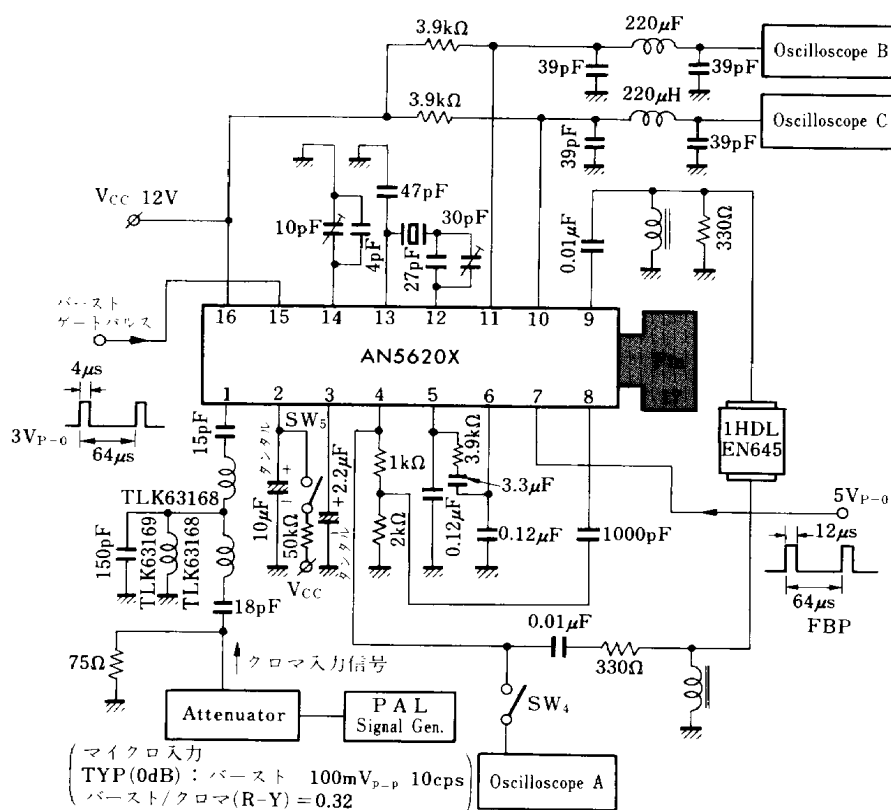 220μF
3.9kΩ
39pF
39pF
Oscilloscope B
220μH
3.9kΩ
39pF
39pF
Oscilloscope C
VCC 12V
47pF
10pF
4pF
30pF
27pF
0.01μF
330Ω
バースト
ゲートパルス
16 15 14 13 12 11 10 9
AN5620X
1 2 3 4 5 6 7 8
4μs
3VP-0
64μs
15pF
TLK63168
150pF
TLK63169
TLK63168
18pF
タンタル
10μF
SW5
50kΩ
VCC
2.2μF
タンタル
1kΩ
2kΩ
3.9kΩ
3.3μF
0.12μF
0.12μF
1000pF
1HDL
EN645
5VP-0
12μs
64μs
FBP
75Ω
クロマ入力信号
0.01μF
330Ω
SW4
Attenuator
PAL
Signal Gen.
Oscilloscope A
マイクロ入力
TYP(0dB) : バースト 100mVP-P 10cps
バースト/クロマ(R-Y)=0.32